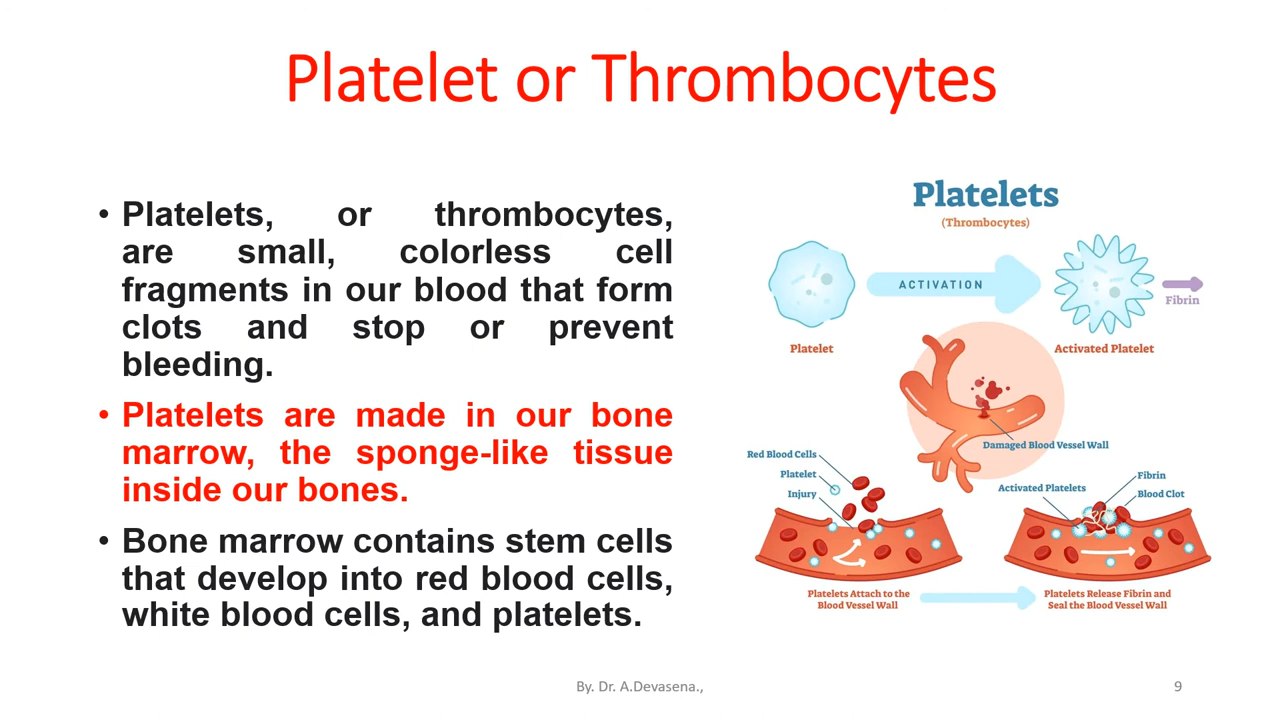 Platelet or Thrombocytes
• Platelets, or thrombocytes,
are small, colorless cell
fragments in our blood that form
clots and stop or prevent
bleeding.
• Platelets are made in our bone
marrow, the sponge-like tissue
inside our bones.
• Bone marrow contains stem cells
that develop into red blood cells,
white blood cells, and platelets.
Platelets
(Thrombocytes)
ACTIVATION
Fibrin
Platelet
Activated Platelet
Damaged Blood Vessel Wall
Red Blood Cells
Platelet
Injury
Activated Platelets
Fibrin
Blood Clot
Platelets Attach to the
Blood Vessel Wall
Platelets Release Fibrin and
Seal the Blood Vessel Wall
By. Dr. A.Devasena.,
9